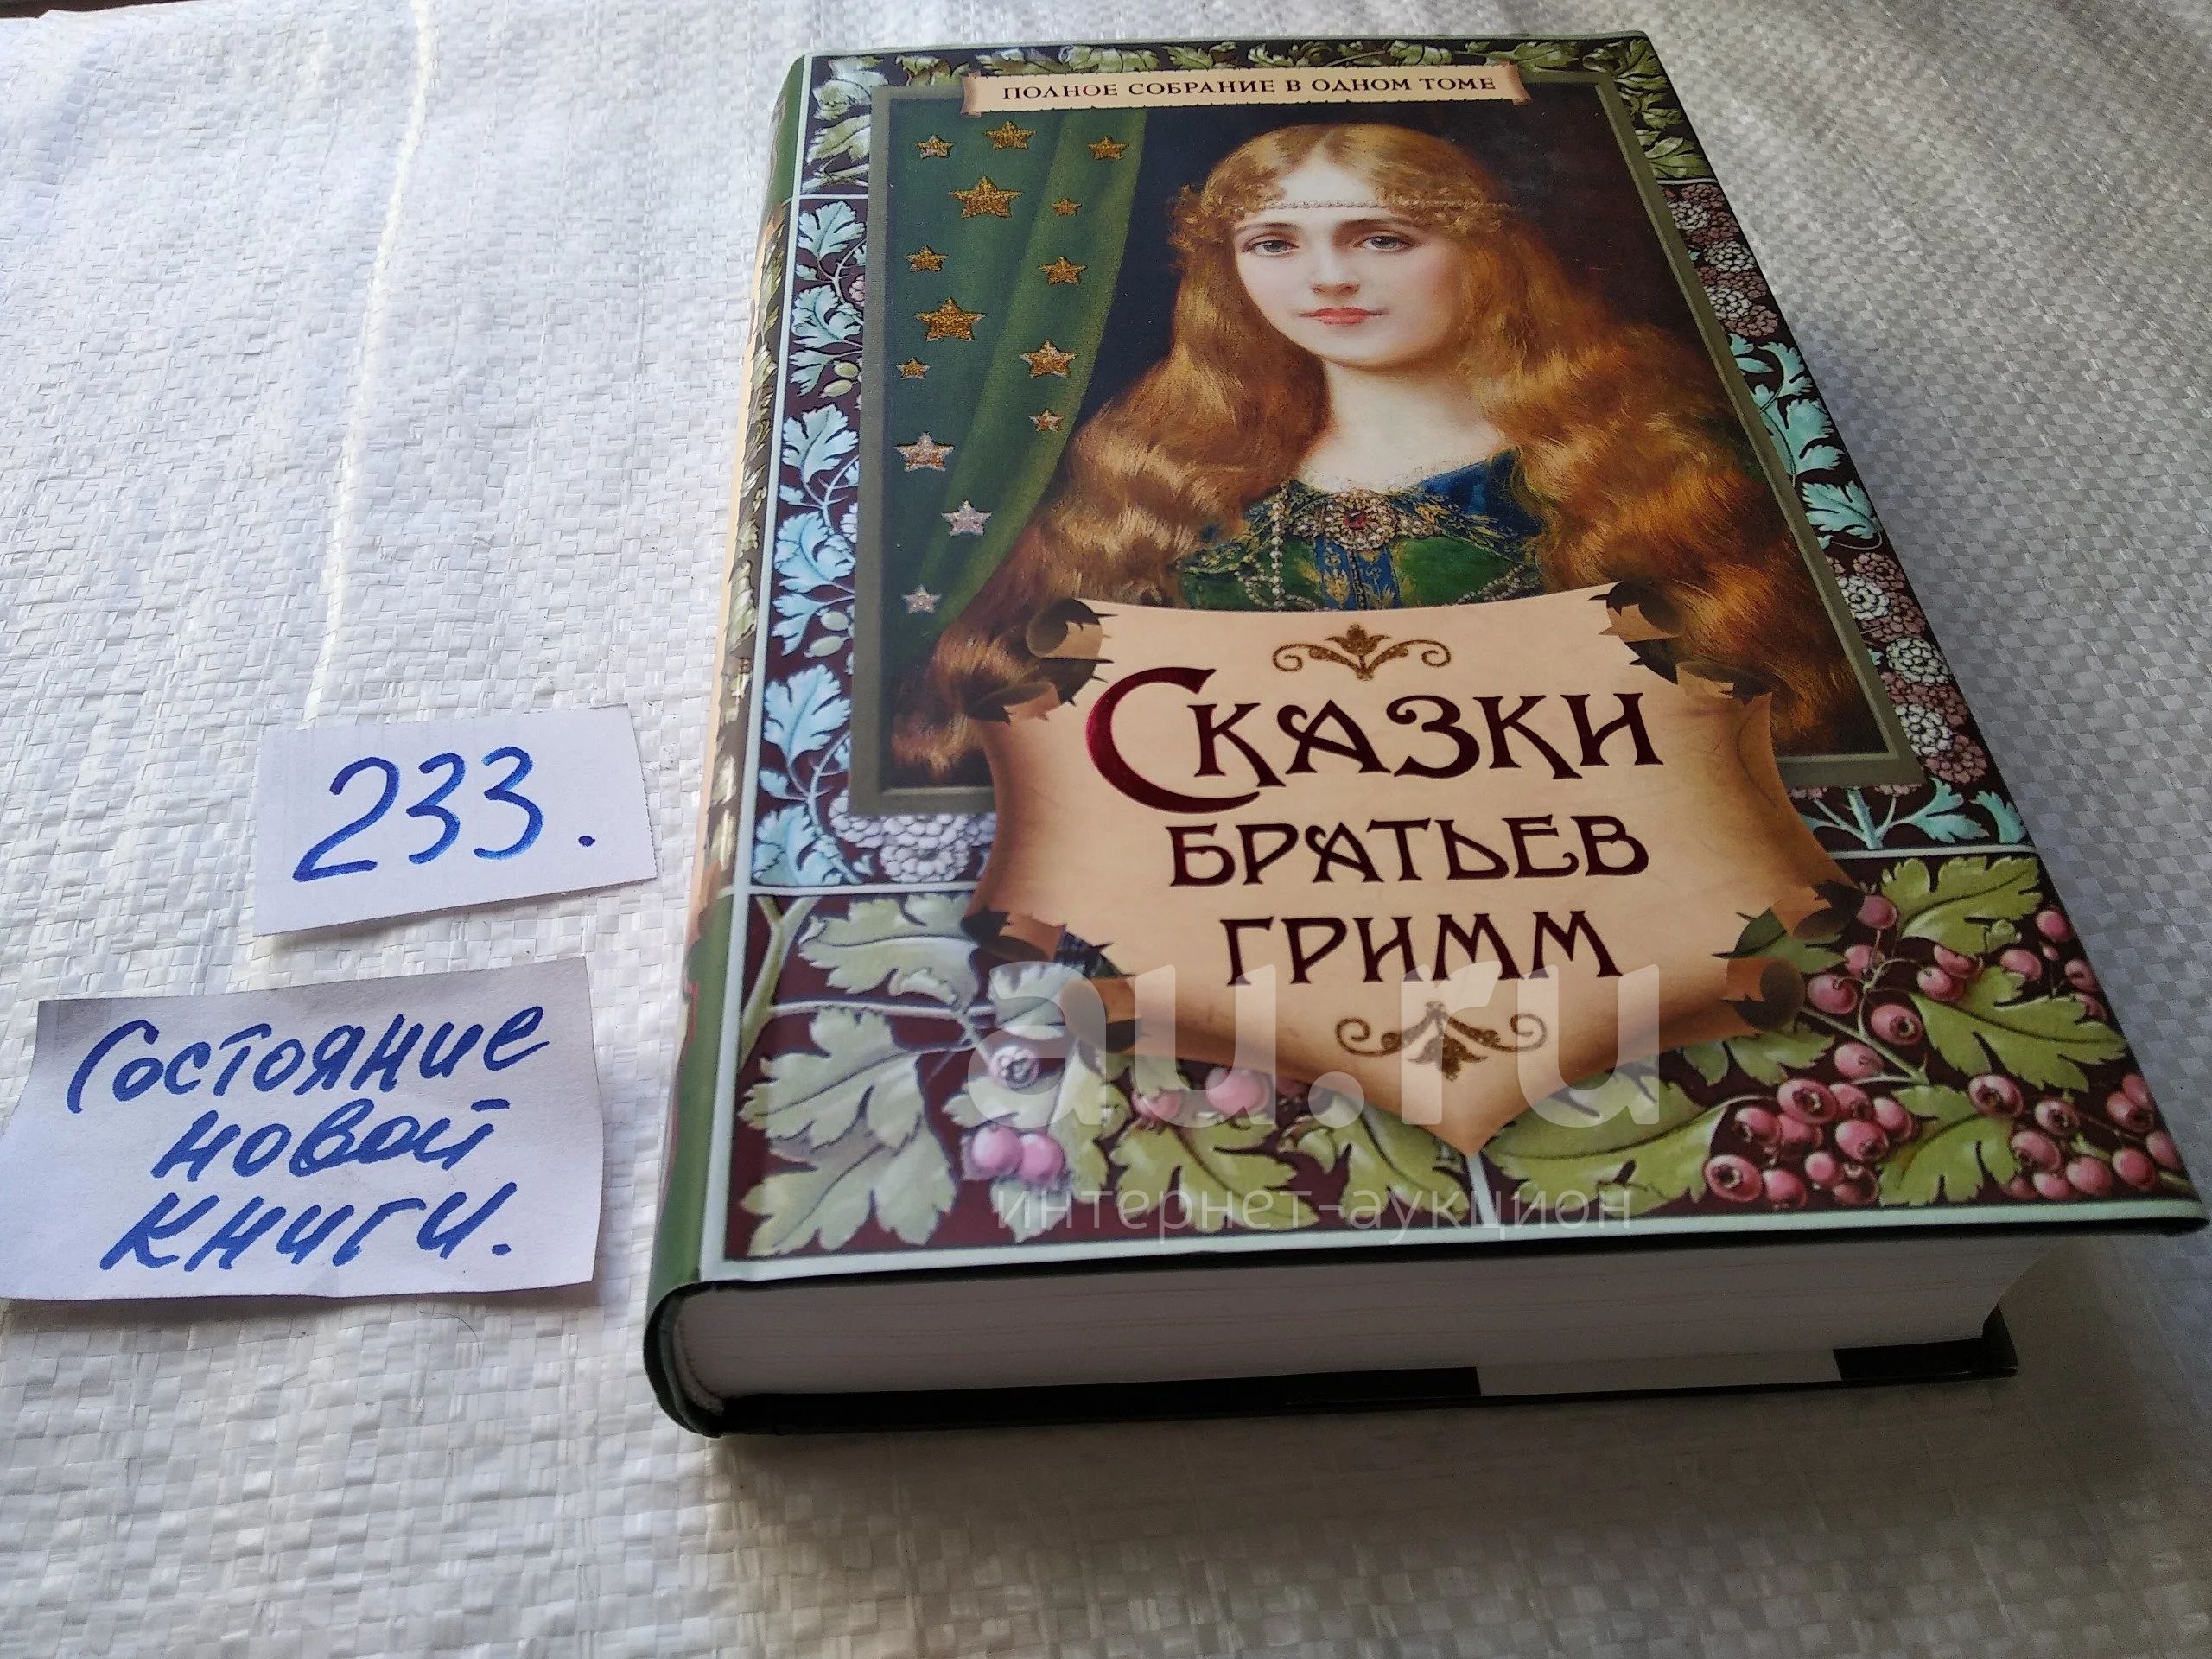 ПОЛНОЕ СОБРАНИЕ В ОДНОМ ТОМЕ
СКАЗКИ
БРАТЬЕВ
ГРИММ
233.
Состояние
новой
книги.
au.ru
интернет-аукцион